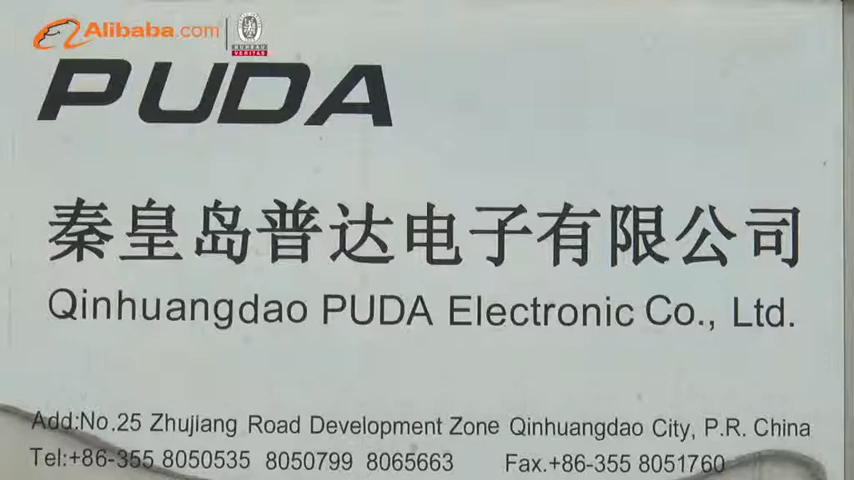 Alibaba.com
BUREAU
VERITAS
PUDA
秦皇岛普达电子有限公司
Qinhuangdao PUDA Electronic Co., Ltd.
Add:No.25 Zhujiang Road Development Zone Qinhuangdao City, P.R. China
Tel:+86-355 8050535 8050799 8065663 Fax.+86-355 8051760